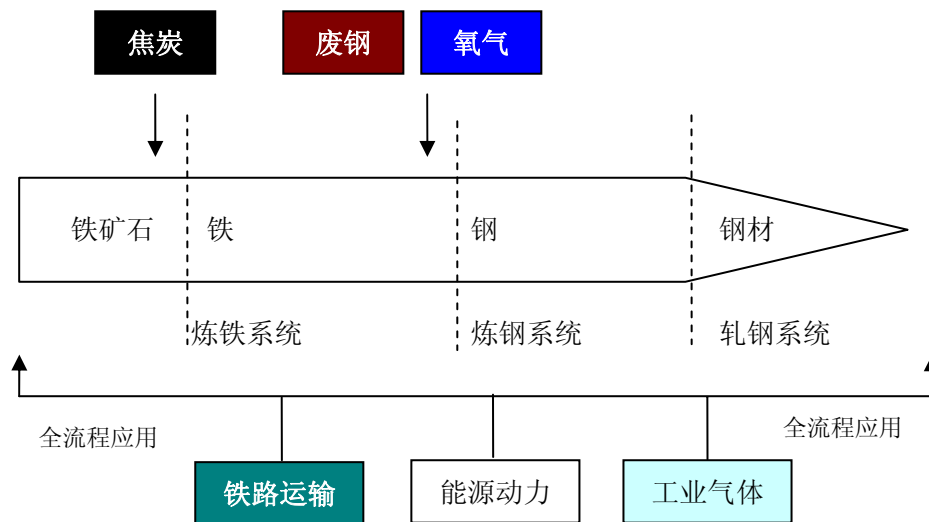 焦炭
废钢
氧气
铁矿石
铁
钢
钢材
炼铁系统
炼钢系统
轧钢系统
全流程应用
全流程应用
铁路运输
能源动力
工业气体